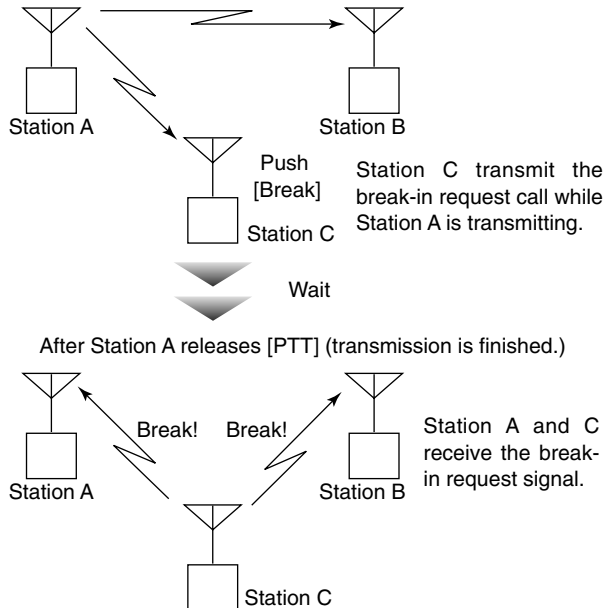 Station A
Station B
Push
[Break]
Station C
Station C transmit the
break-in request call while
Station A is transmitting.
Wait
After Station A releases [PTT] (transmission is finished.)
Break!
Break!
Station A
Station B
Station A and C
receive the break-
in request signal.
Station C